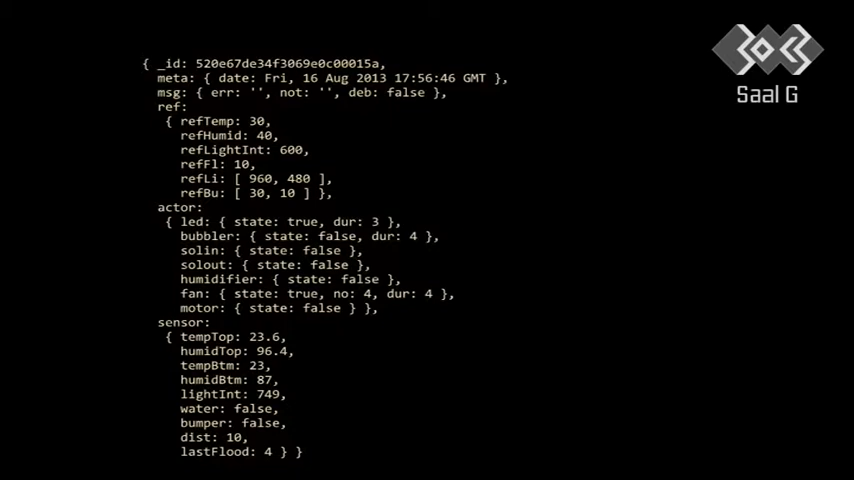 { _id: 520e67de34f3069e0c00015a,
meta: { date: Fri, 16 Aug 2013 17:56:46 GMT },
msg: { err: '', not: '', deb: false },
ref:
{ refTemp: 30,
refHumid: 40,
refLightInt: 600,
refFl: 10,
refLi: [ 960, 480 ],
refBu: [ 30, 10 ] },
actor:
{ led: { state: true, dur: 3 },
bubbler: { state: false, dur: 4 },
solin: { state: false },
solout: { state: false },
humidifier: { state: false },
fan: { state: true, no: 4, dur: 4 },
motor: { state: false } },
sensor:
{ tempTop: 23.6,
humidTop: 96.4,
tempBtm: 23,
humidBtm: 87,
lightInt: 749,
water: false,
bumper: false,
dist: 10,
lastFlood: 4 } }
Saal G